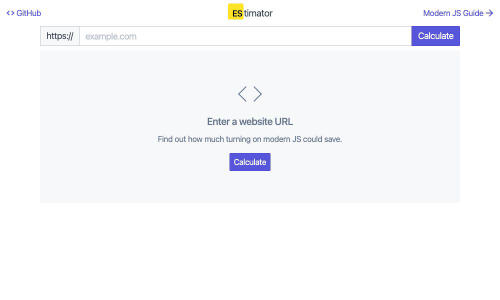 GitHub
EStimator
Modern JS Guide
https://
example.com
Calculate
Enter a website URL
Find out how much turning on modern JS could save.
Calculate